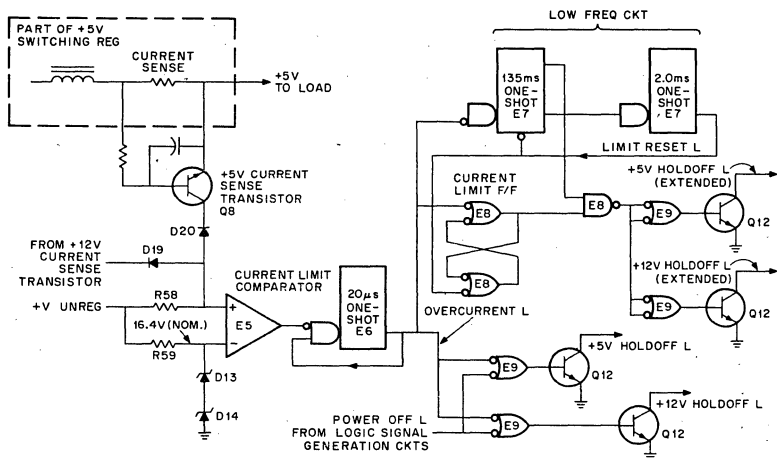 LOW FREQ CKT
PART OF +5V
SWITCHING REG
CURRENT
SENSE
+5V
TO LOAD
135ms
ONE-
SHOT
E7
2.0ms
ONE-
SHOT
E7
LIMIT RESET L
+5V CURRENT
SENSE
TRANSISTOR
Q8
CURRENT
LIMIT F/F
E8
E8
E8
+5V HOLDOFF L
(EXTENDED)
E9
Q12
D20
FROM +12V
CURRENT
SENSE
TRANSISTOR
D19
+12V HOLDOFF L
(EXTENDED)
E9
Q12
+V UNREG
R58
16.4V(NOM.)
R59
CURRENT LIMIT
COMPARATOR
+
E5
−
20µs
ONE-
SHOT
E6
OVERCURRENT L
+5V HOLDOFF L
E9
Q12
D13
D14
+12V HOLDOFF L
E9
Q12
POWER OFF L
FROM LOGIC SIGNAL
GENERATION CKTS